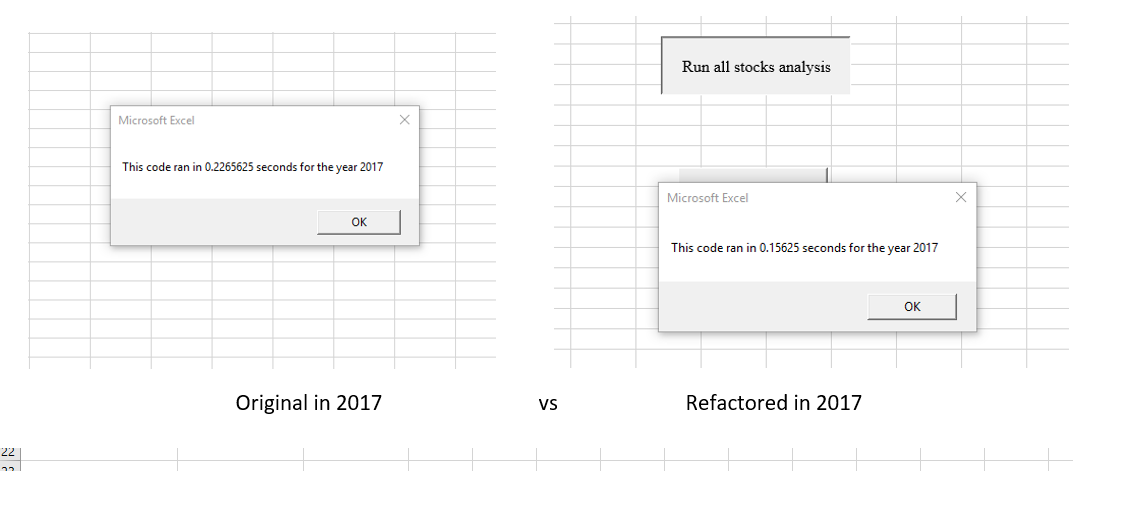 Run all stocks analysis
Microsoft Excel
This code ran in 0.2265625 seconds for the year 2017
OK
Microsoft Excel
This code ran in 0.15625 seconds for the year 2017
OK
Original in 2017 vs Refactored in 2017
22